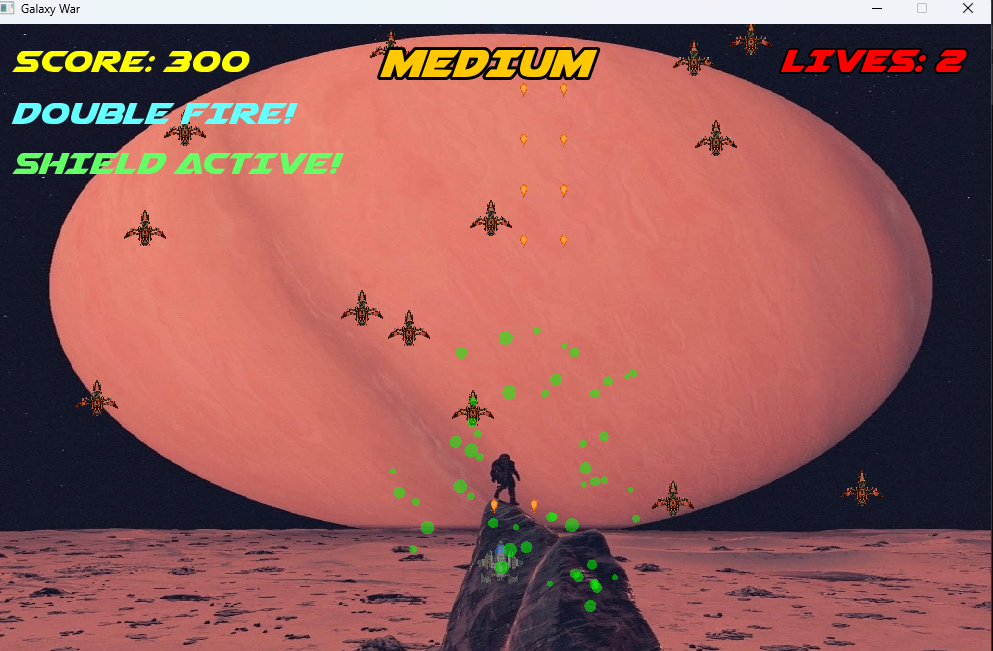 Galaxy War
SCORE: 300
MEDIUM
LIVES: 2
DOUBLE FIRE!
SHIELD ACTIVE!